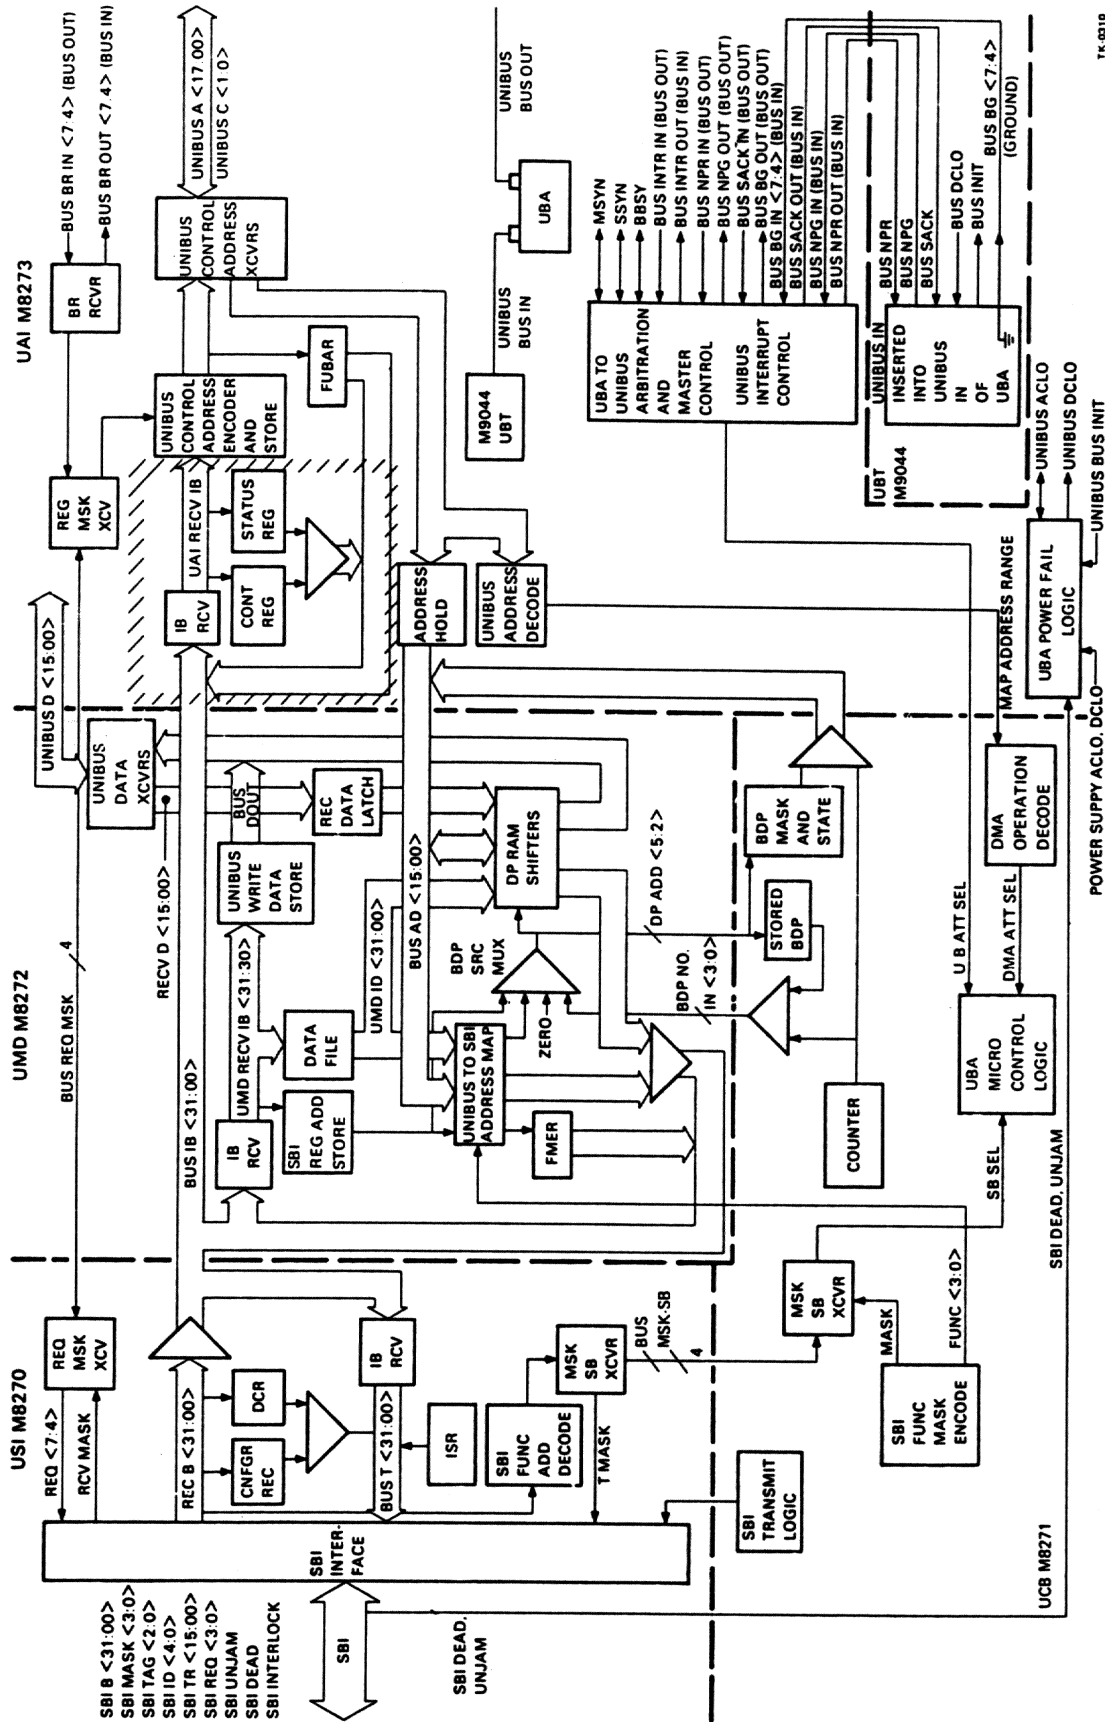 USI M8270
UMD M8272
UAI M8273
SBI B <31:00>
SBI MASK <3:0>
SBI TAG <2:0>
SBI ID <4:0>
SBI TR <15:00>
SBI REQ <3:0>
SBI UNJAM
SBI DEAD
SBI INTERLOCK
SBI
SBI DEAD,
UNJAM
SBI
INTER-
FACE
REQ <7:4>
RCV MASK
REQ
MSK
XCV
REC B <31:00>
CNFGR
REC
DCR
BUS T <31:00>
IB
RCV
ISR
SBI
FUNC
ADD
DECODE
MSK
SB
XCVR
T MASK
BUS
MSK-SB
4
SBI
TRANSMIT
LOGIC
UCB M8271
BUS REQ MSK
4
BUS IB <31:00>
RECV D <15:00>
UNIBUS D <15:00>
UNIBUS
DATA
XCVRS
IB
RCV
UMD RECV IB <31:30>
UNIBUS
WRITE
DATA
STORE
BUS
DOUT
REC
DATA
LATCH
SBI
REG ADD
STORE
DATA
FILE
UMD ID <31:00>
BUS AD <15:00>
UNIBUS TO SBI
ADDRESS MAP
FMER
BDP
SRC
MUX
ZERO
DP RAM
SHIFTERS
DP ADD <5:2>
BDP NO.
IN <3:0>
STORED
BDP
BDP
MASK
AND
STATE
COUNTER
MSK
SB
XCVR
MASK
SBI
FUNC
MASK
ENCODE
FUNC <3:0>
SB SEL
UBA
MICRO
CONTROL
LOGIC
U B ATT SEL
DMA ATT SEL
DMA
OPERATION
DECODE
MAP ADDRESS RANGE
SBI DEAD, UNJAM
UBA POWER FAIL
LOGIC
POWER SUPPLY ACLO, DCLO
UNIBUS BUS INIT
UNIBUS ACLO
UNIBUS DCLO
REG
MSK
XCV
BR
RCVR
BUS BR IN <7:4> (BUS OUT)
BUS BR OUT <7.4> (BUS IN)
IB
RCV
UAI RECV IB
CONT
REG
STATUS
REG
UNIBUS
CONTROL
ADDRESS
ENCODER
AND
STORE
FUBAR
UNIBUS
CONTROL
ADDRESS
XCVRS
UNIBUS A <17.00>
UNIBUS C <1.0>
ADDRESS
HOLD
UNIBUS
ADDRESS
DECODE
M9044
UBT
UNIBUS
BUS IN
UBA
UNIBUS
BUS OUT
UBA TO
UNIBUS
ARBITRATION
AND
MASTER
CONTROL
UNIBUS
INTERRUPT
CONTROL
MSYN
SSYN
BBSY
BUS INTR IN (BUS OUT)
BUS INTR OUT (BUS IN)
BUS NPR IN (BUS OUT)
BUS NPG OUT (BUS OUT)
BUS SACK IN (BUS OUT)
BUS BG OUT (BUS OUT)
BUS BG IN <7:4> (BUS IN)
BUS SACK OUT (BUS IN)
BUS NPG IN (BUS IN)
BUS NPR OUT (BUS IN)
UBT
M9044
UNIBUS IN
INSERTED
INTO
UNIBUS
IN
OF
UBA
BUS NPR
BUS NPG
BUS SACK
BUS DCLO
BUS INIT
BUS BG <7:4>
(GROUND)
TK-0319